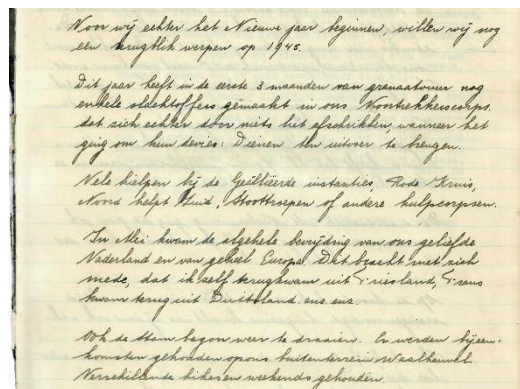 Voor wij echter het Nieuwe jaar beginnen, willen wij nog
een terugblik werpen op 1945.
Dit jaar heeft in de eerste 3 maanden van granaatvuur nog
enkele slachtoffers gemaakt in ons Voortrekkerscorps.
dat zich echter door niets liet afschrikken, wanneer het
ging om hun devies: Dienen ten uitvoer te brengen.
Vele hielpen bij de Geällieerde instanties, Rode Kruis,
Noord helpt Zuid, Stoottroepen of andere hulpcorpsen.
In Mei kwam de algehele bevrijding van ons geliefde
Nederland en van geheel Europa. Dit bracht met zich
mede, dat ik zelf terugkwam uit Friesland, Frans
kwam terug uit Duitsland. enz. enz.
Ook de stam begon weer te draaien. Er werden bijeen-
komsten gehouden op ons buitenterrein Waalheuvel
Verschillende hikes en weekends gehouden.